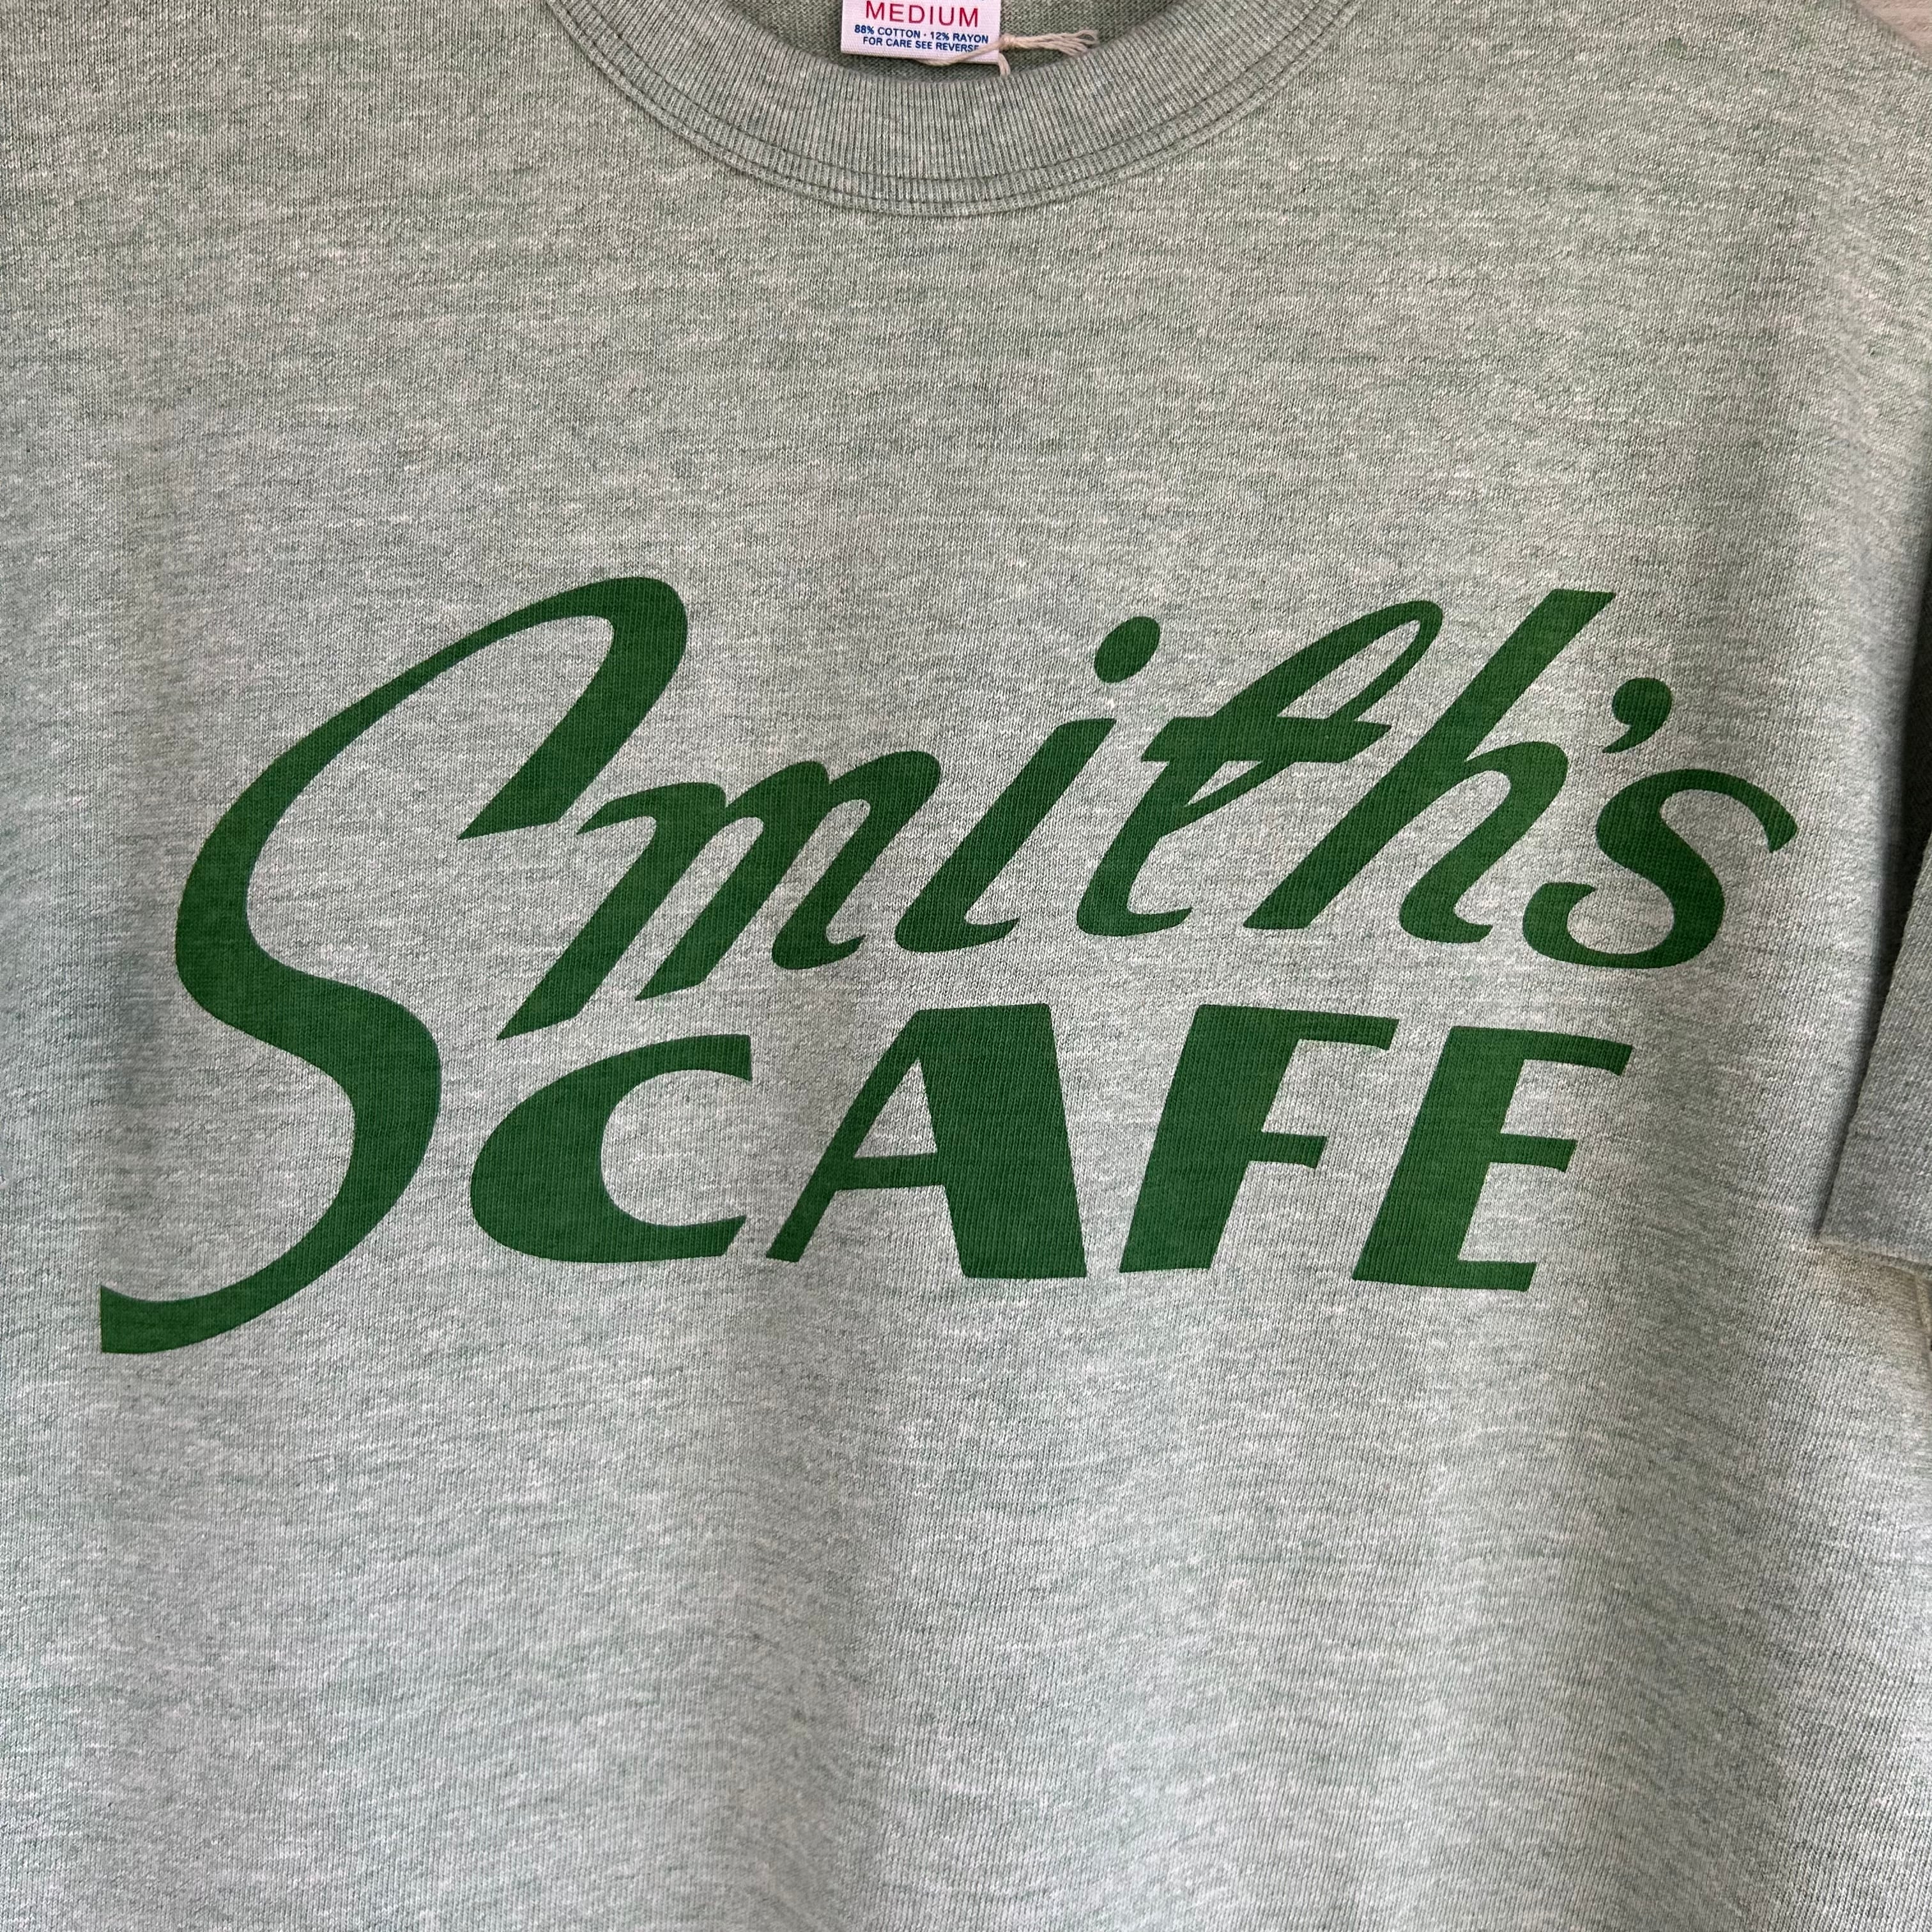 MEDIUM
88% COTTON · 12% RAYON
FOR CARE SEE REVERSE
Smith's
CAFE